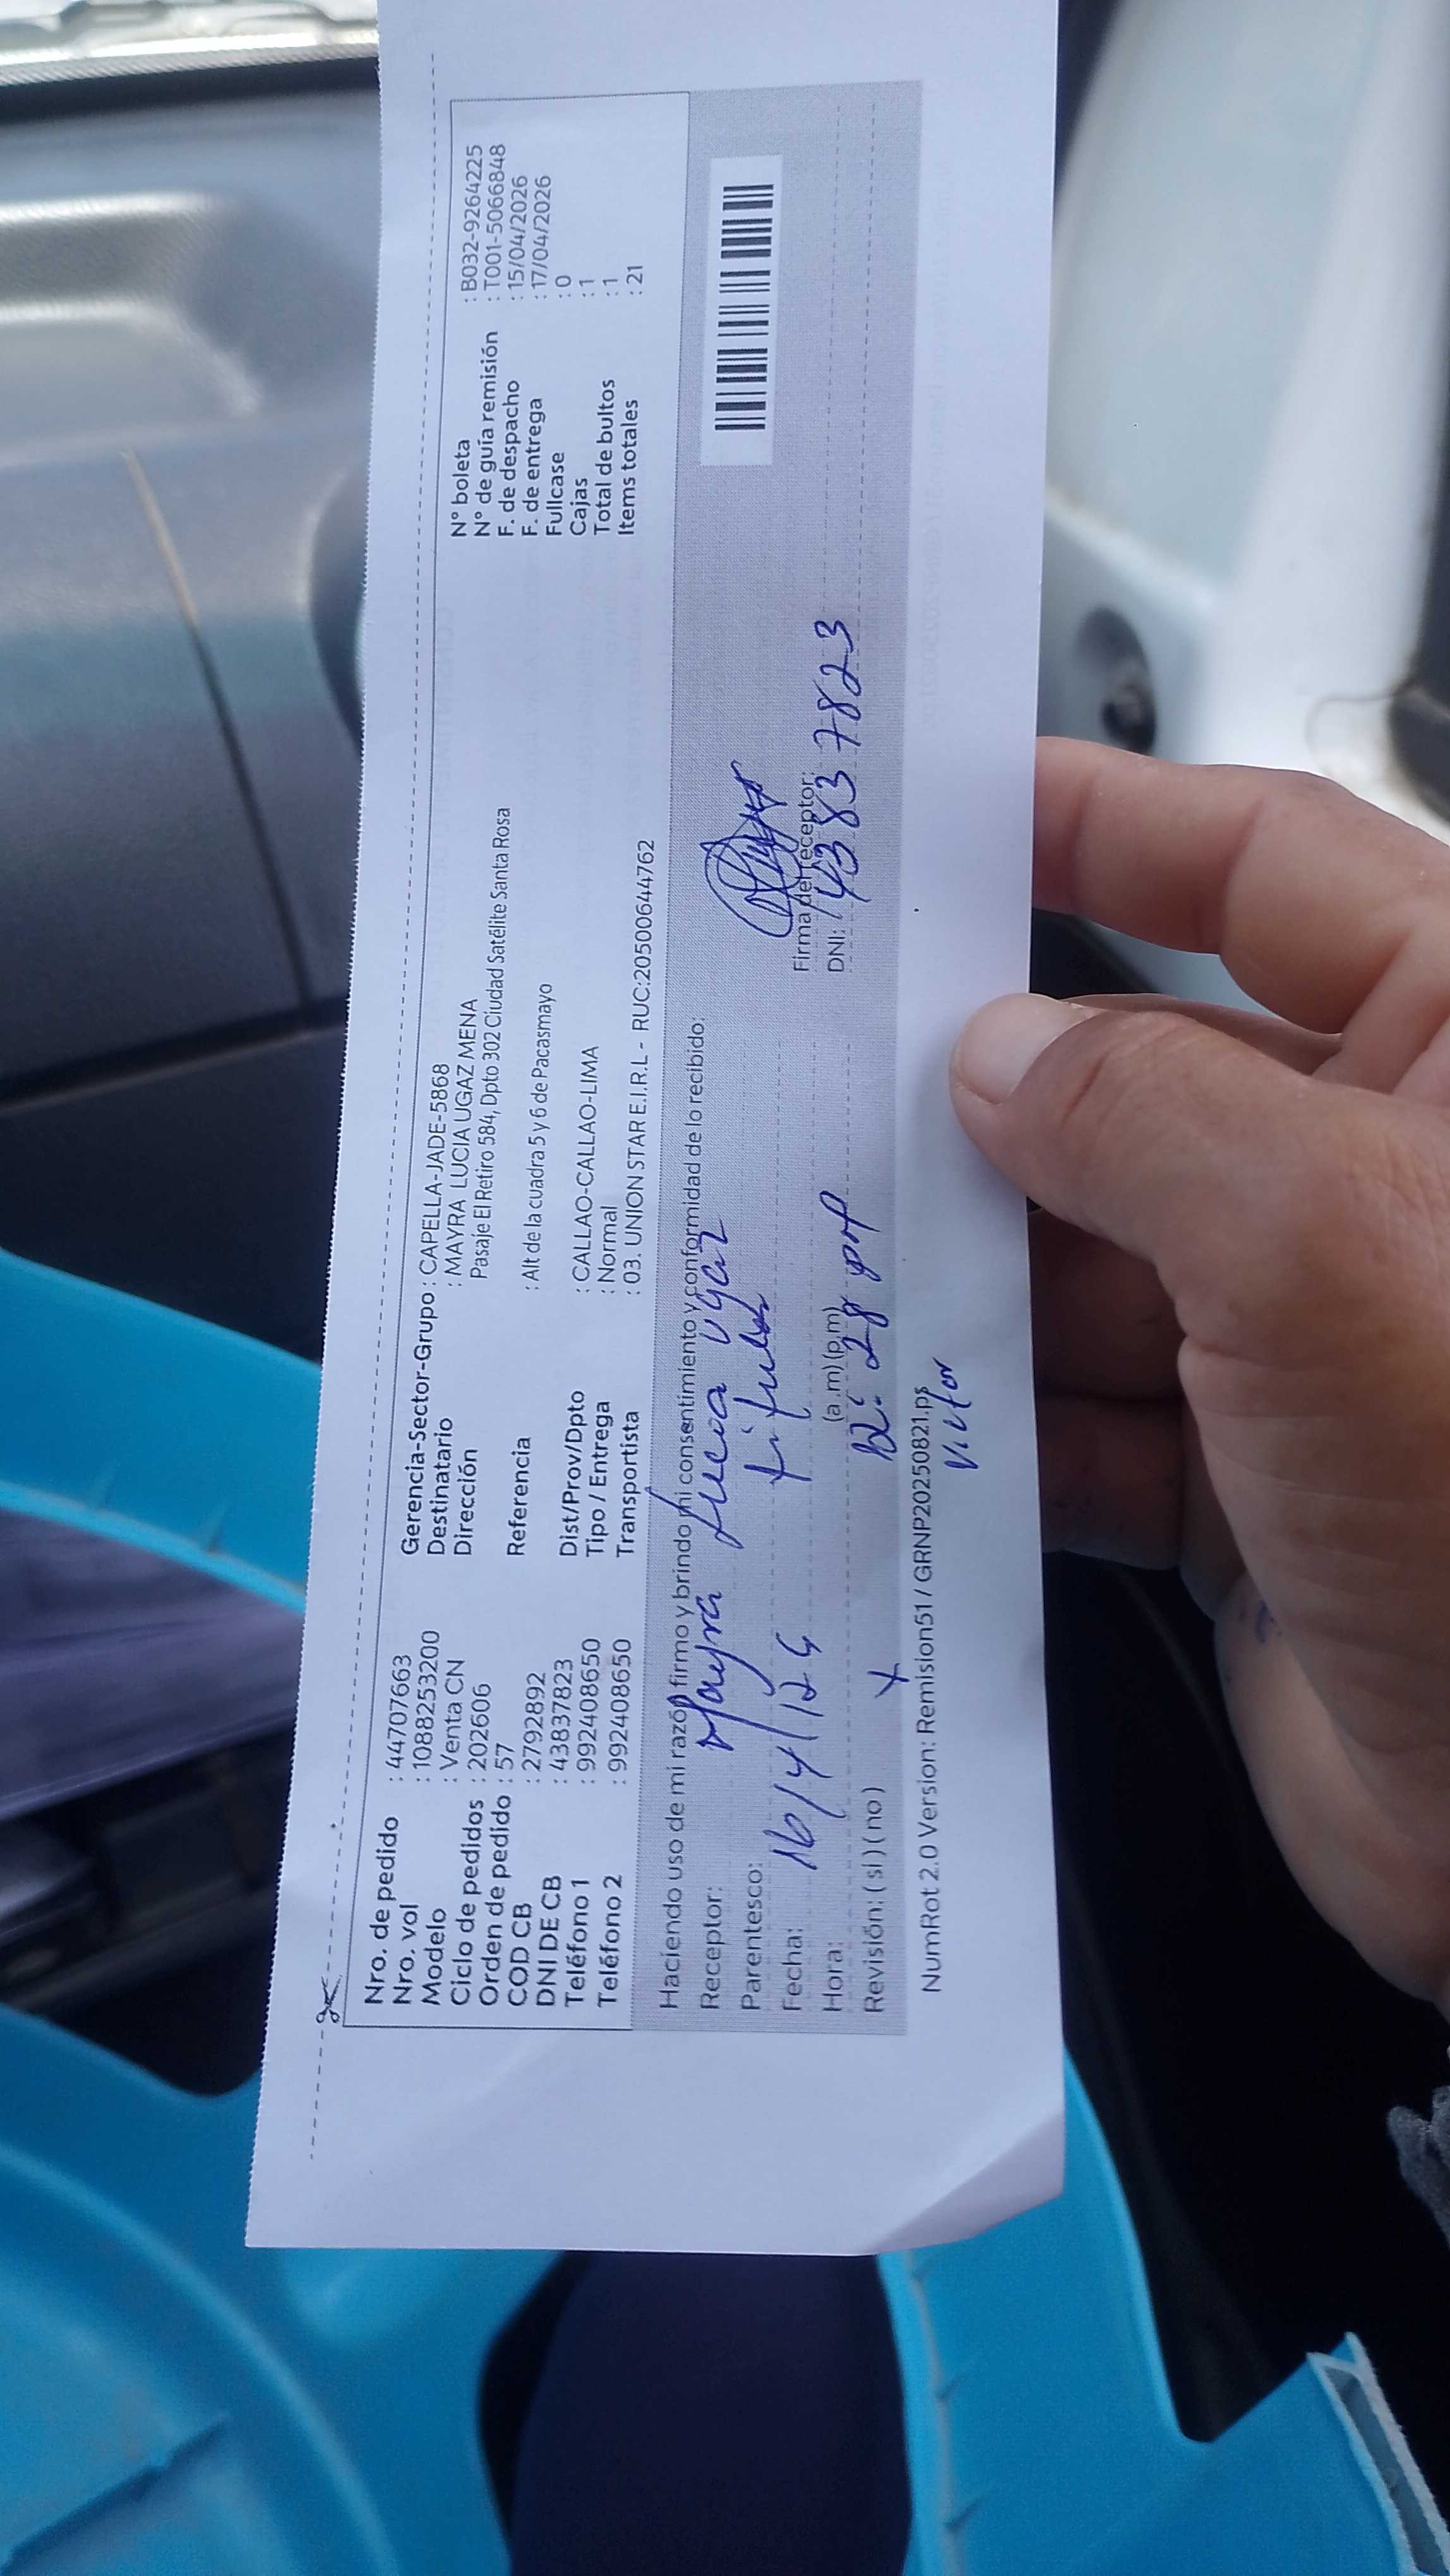 Nro. de pedido : 44707663
Nro. vol : 1088253200
Modelo : Venta CN
Ciclo de pedidos : 202606
Orden de pedido : 57
COD CB : 2792892
DNI DE CB : 43837823
Teléfono 1 : 992408650
Teléfono 2 : 992408650
Gerencia-Sector-Grupo : CAPELLA-JADE-5868
Destinatario : MAYRA LUCIA UGAZ MENA
Dirección Pasaje El Retiro 584, Dpto 302 Ciudad Satélite Santa Rosa
Referencia : Alt de la cuadra 5 y 6 de Pacasmayo
Dist/Prov/Dpto : CALLAO-CALLAO-LIMA
Tipo / Entrega : Normal
Transportista : 03. UNION STAR E.I.R.L - RUC:20500644762
N° boleta : B032-9264225
N° de guía remisión : T001-5066848
F. de despacho : 15/04/2026
F. de entrega : 17/04/2026
Fullcase : 0
Cajas : 1
Total de bultos : 1
Items totales : 21
Haciendo uso de mi razón firmo y brindo mi consentimiento y conformidad de lo recibido:
Receptor: Mayra Lucia Ugaz
Parentesco: titular
Fecha: 16/4/126
Hora: (a.m) (p.m) 12:28 pm
Revisión: ( si ) ( no ) X
Firma del receptor:
DNI: 43837823
NumRot 2.0 Version: Remision51 / GRNP20250821.ps
Victor